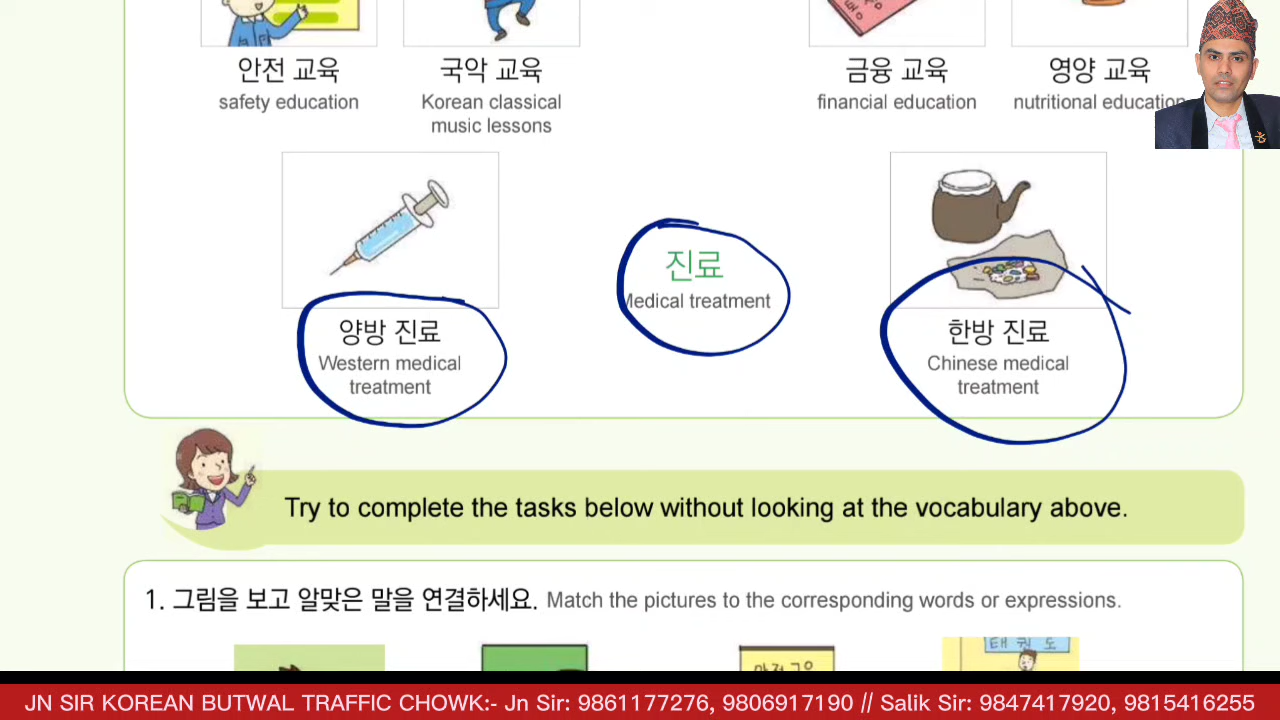 안전 교육
safety education
국악 교육
Korean classical
music lessons
금융 교육
financial education
영양 교육
nutritional education
양방 진료
Western medical
treatment
진료
Medical treatment
한방 진료
Chinese medical
treatment
Try to complete the tasks below without looking at the vocabulary above.
1. 그림을 보고 알맞은 말을 연결하세요. Match the pictures to the corresponding words or expressions.
태 권 도
JN SIR KOREAN BUTWAL TRAFFIC CHOWK:- Jn Sir: 9861177276, 9806917190 // Salik Sir: 9847417920, 9815416255